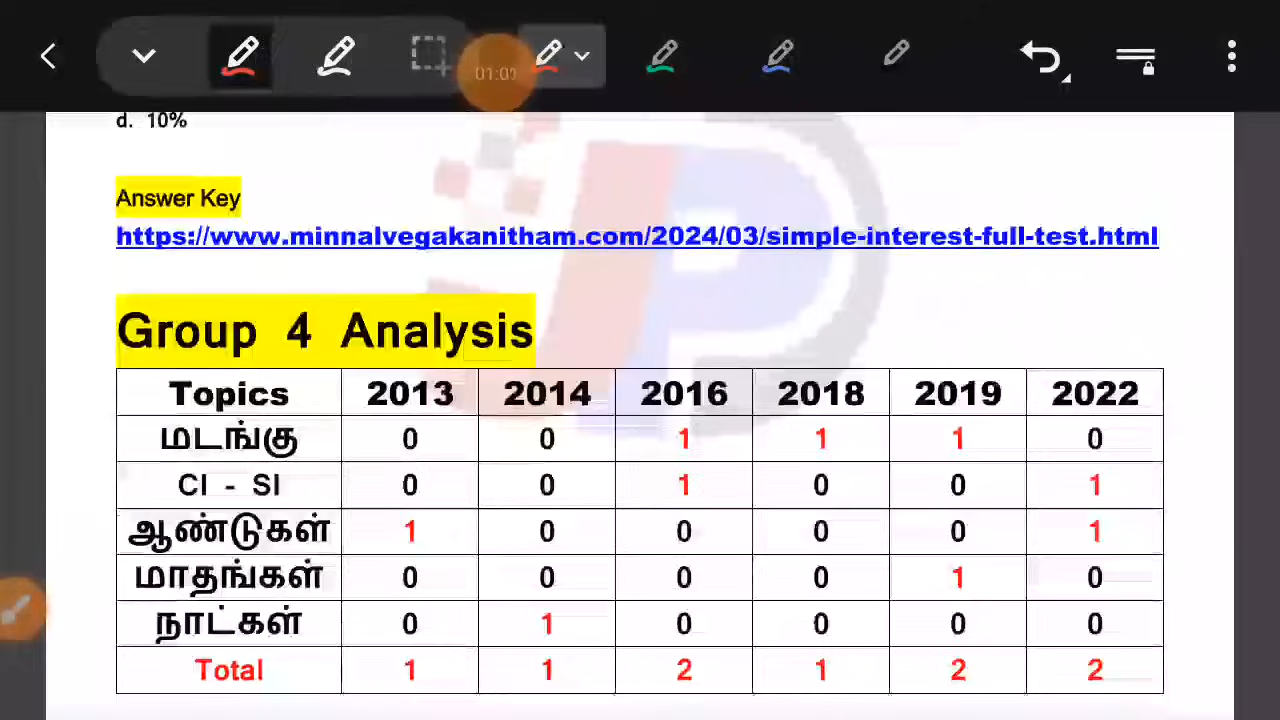 01:01
d. 10%
Answer Key
https://www.minnalvegakanitham.com/2024/03/simple-interest-full-test.html
Group 4 Analysis
Topics 2013 2014 2016 2018 2019 2022
மடங்கு 0 0 1 1 1 0
CI - SI 0 0 1 0 0 1
ஆண்டுகள் 1 0 0 0 0 1
மாதங்கள் 0 0 0 0 1 0
நாட்கள் 0 1 0 0 0 0
Total 1 1 2 1 2 2